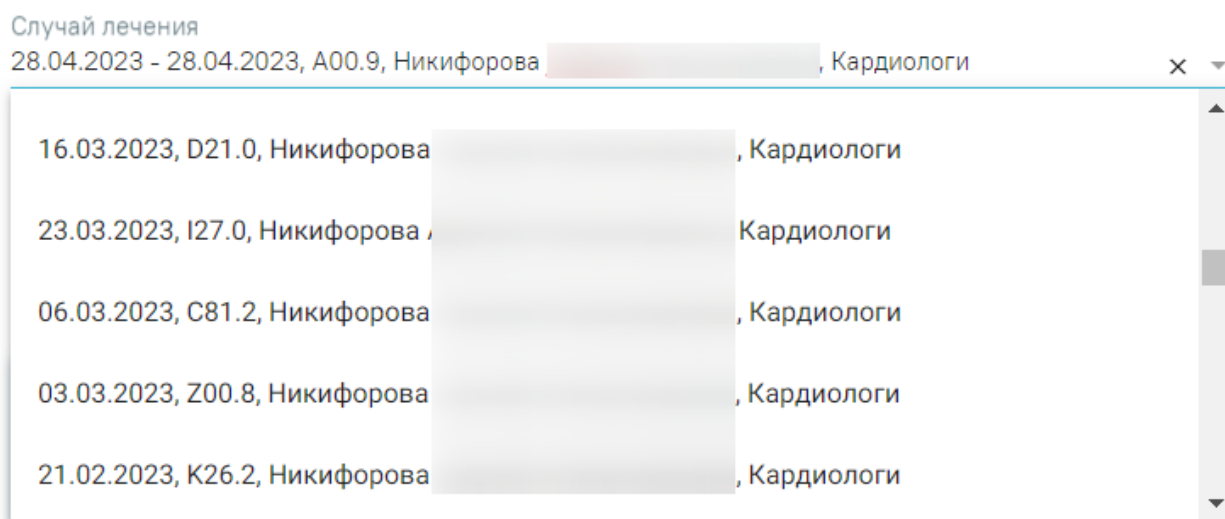 Случай лечения
28.04.2023 - 28.04.2023, A00.9, Никифорова , Кардиологи
16.03.2023, D21.0, Никифорова , Кардиологи
23.03.2023, I27.0, Никифорова Кардиологи
06.03.2023, C81.2, Никифорова , Кардиологи
03.03.2023, Z00.8, Никифорова , Кардиологи
21.02.2023, K26.2, Никифорова , Кардиологи